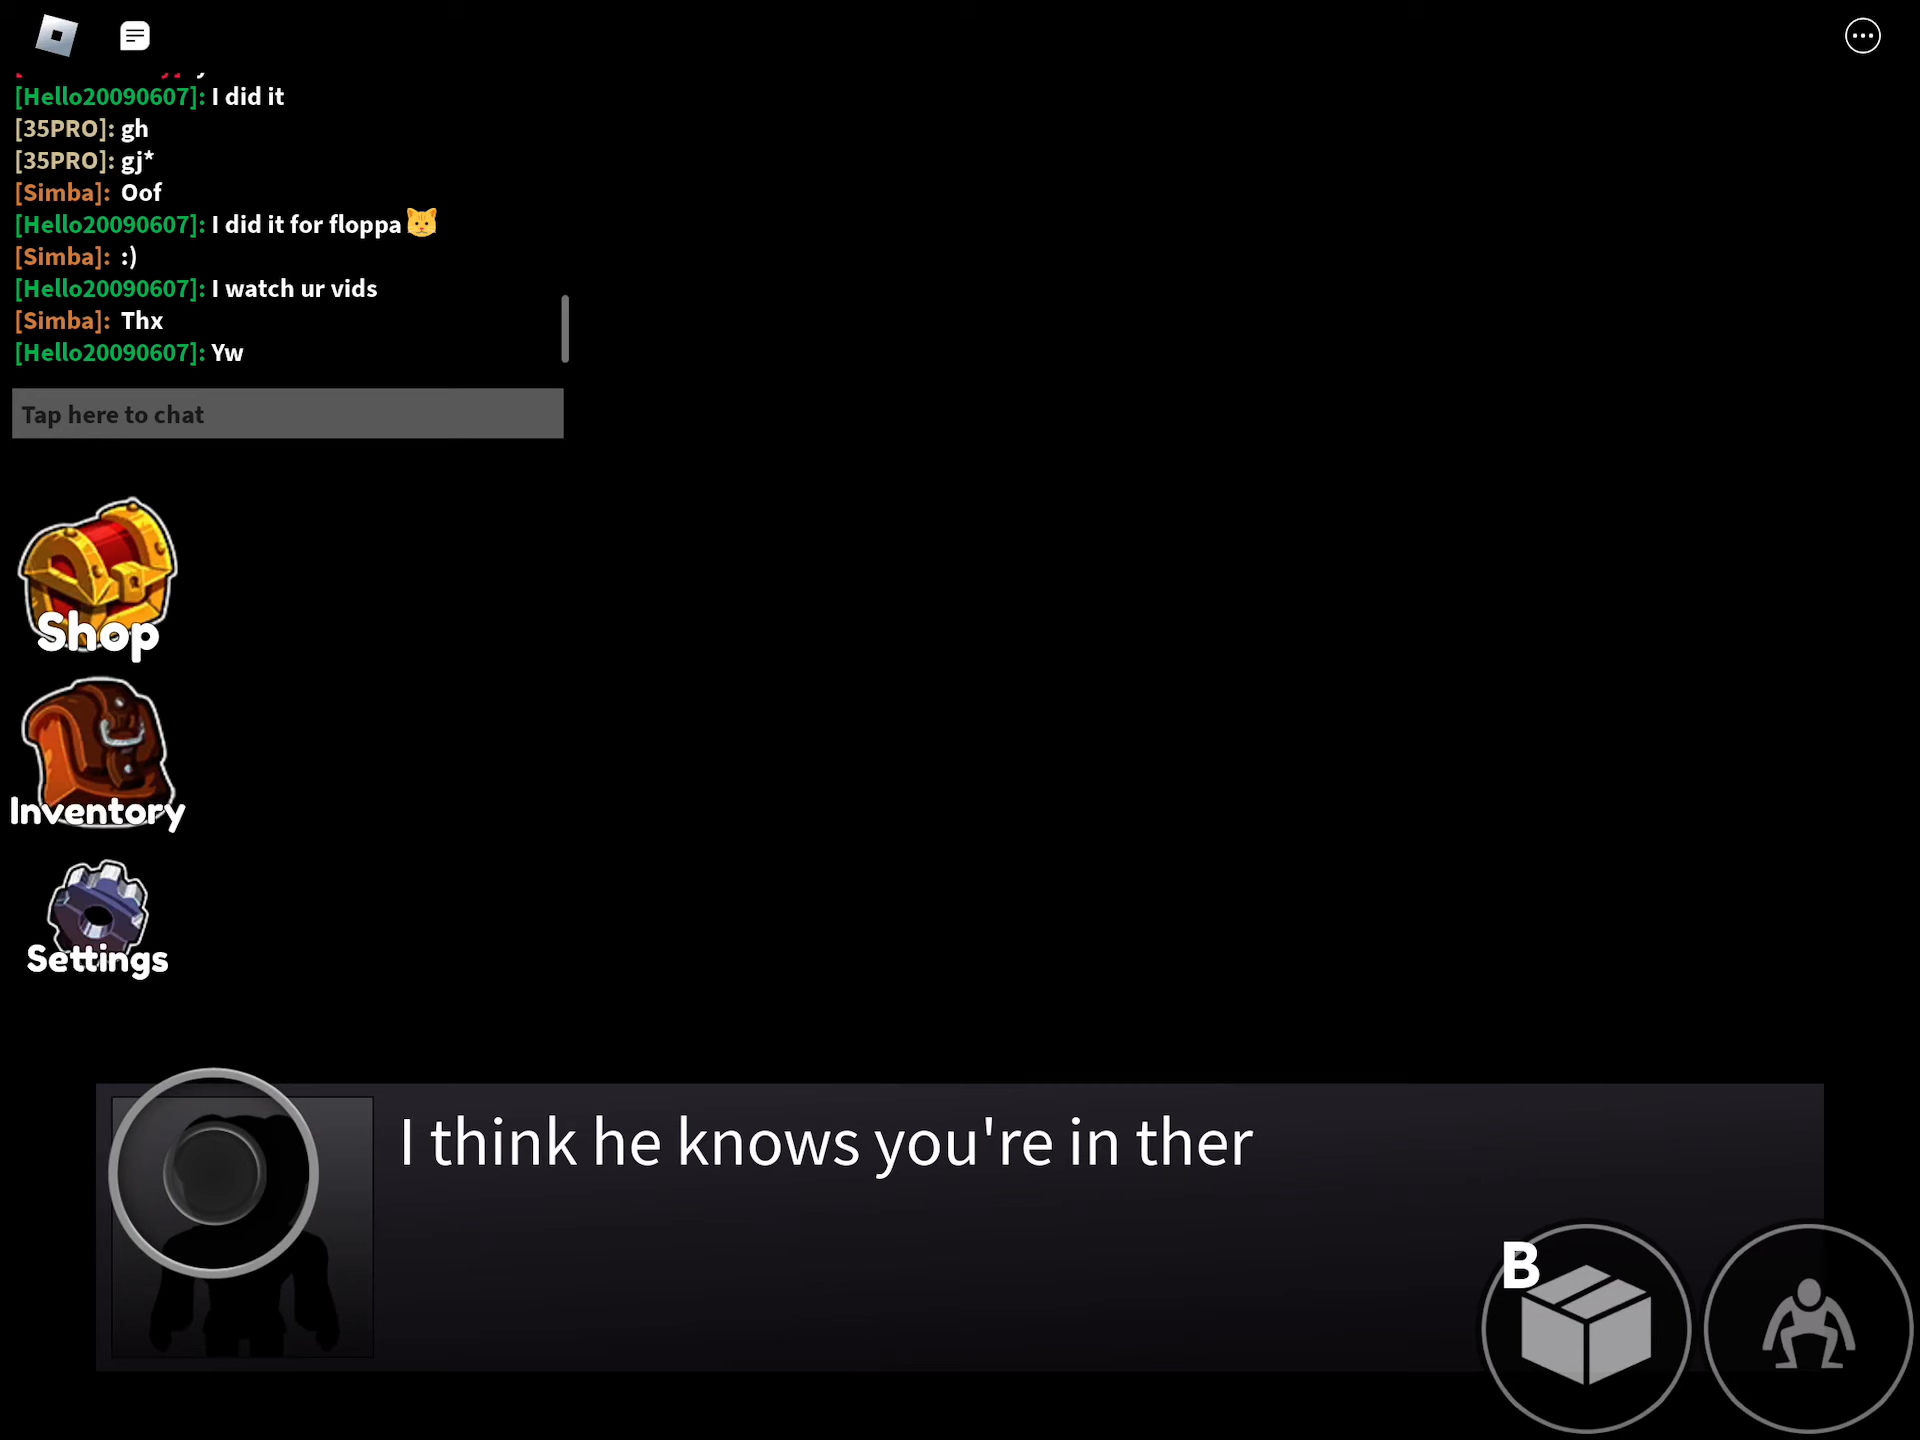 [Hello20090607]: I did it
[35PRO]: gh
[35PRO]: gj*
[Simba]: Oof
[Hello20090607]: I did it for floppa
[Simba]: :)
[Hello20090607]: I watch ur vids
[Simba]: Thx
[Hello20090607]: Yw
Tap here to chat
Shop
Inventory
Settings
I think he knows you're in ther
B